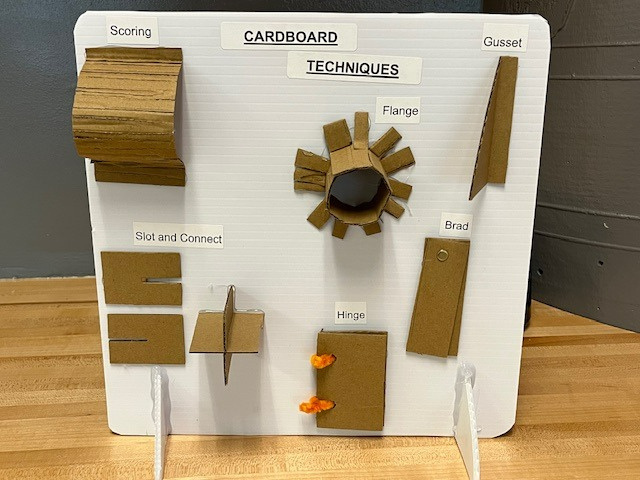 Scoring
CARDBOARD
TECHNIQUES
Gusset
Flange
Slot and Connect
Brad
Hinge